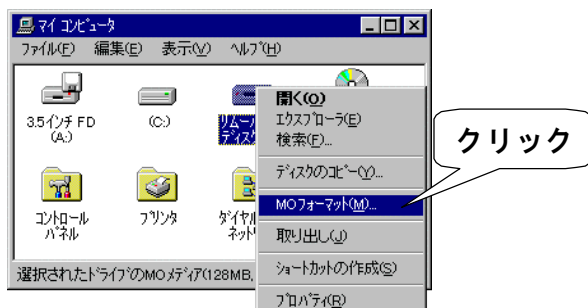 マイ コンピュータ
ファイル(F) 編集(E) 表示(V) ヘルプ(H)
3.5インチ FD
(A:)
(C:)
リムー
ディスク
コントロール
パネル
プリンタ
ダイヤル
ネット
選択されたドライブのMOメディア(128MB,
開く(O)
エクスプローラ(E)
検索(F)...
ディスクのコピー(Y)...
MOフォーマット(M)...
取り出し(J)
ショートカットの作成(S)
プロパティ(R)
クリック